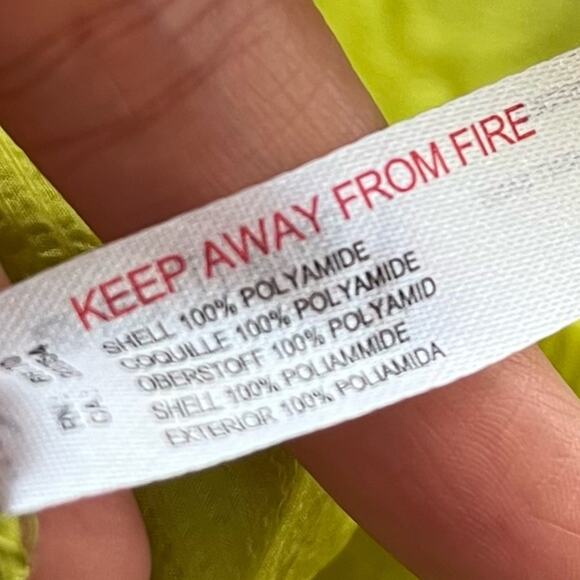 KEEP AWAY FROM FIRE
SHELL 100% POLYAMIDE
COQUILLE 100% POLYAMIDE
OBERSTOFF 100% POLYAMID
SHELL 100% POLIAMMIDE
EXTERIOR 100% POLIAMIDA